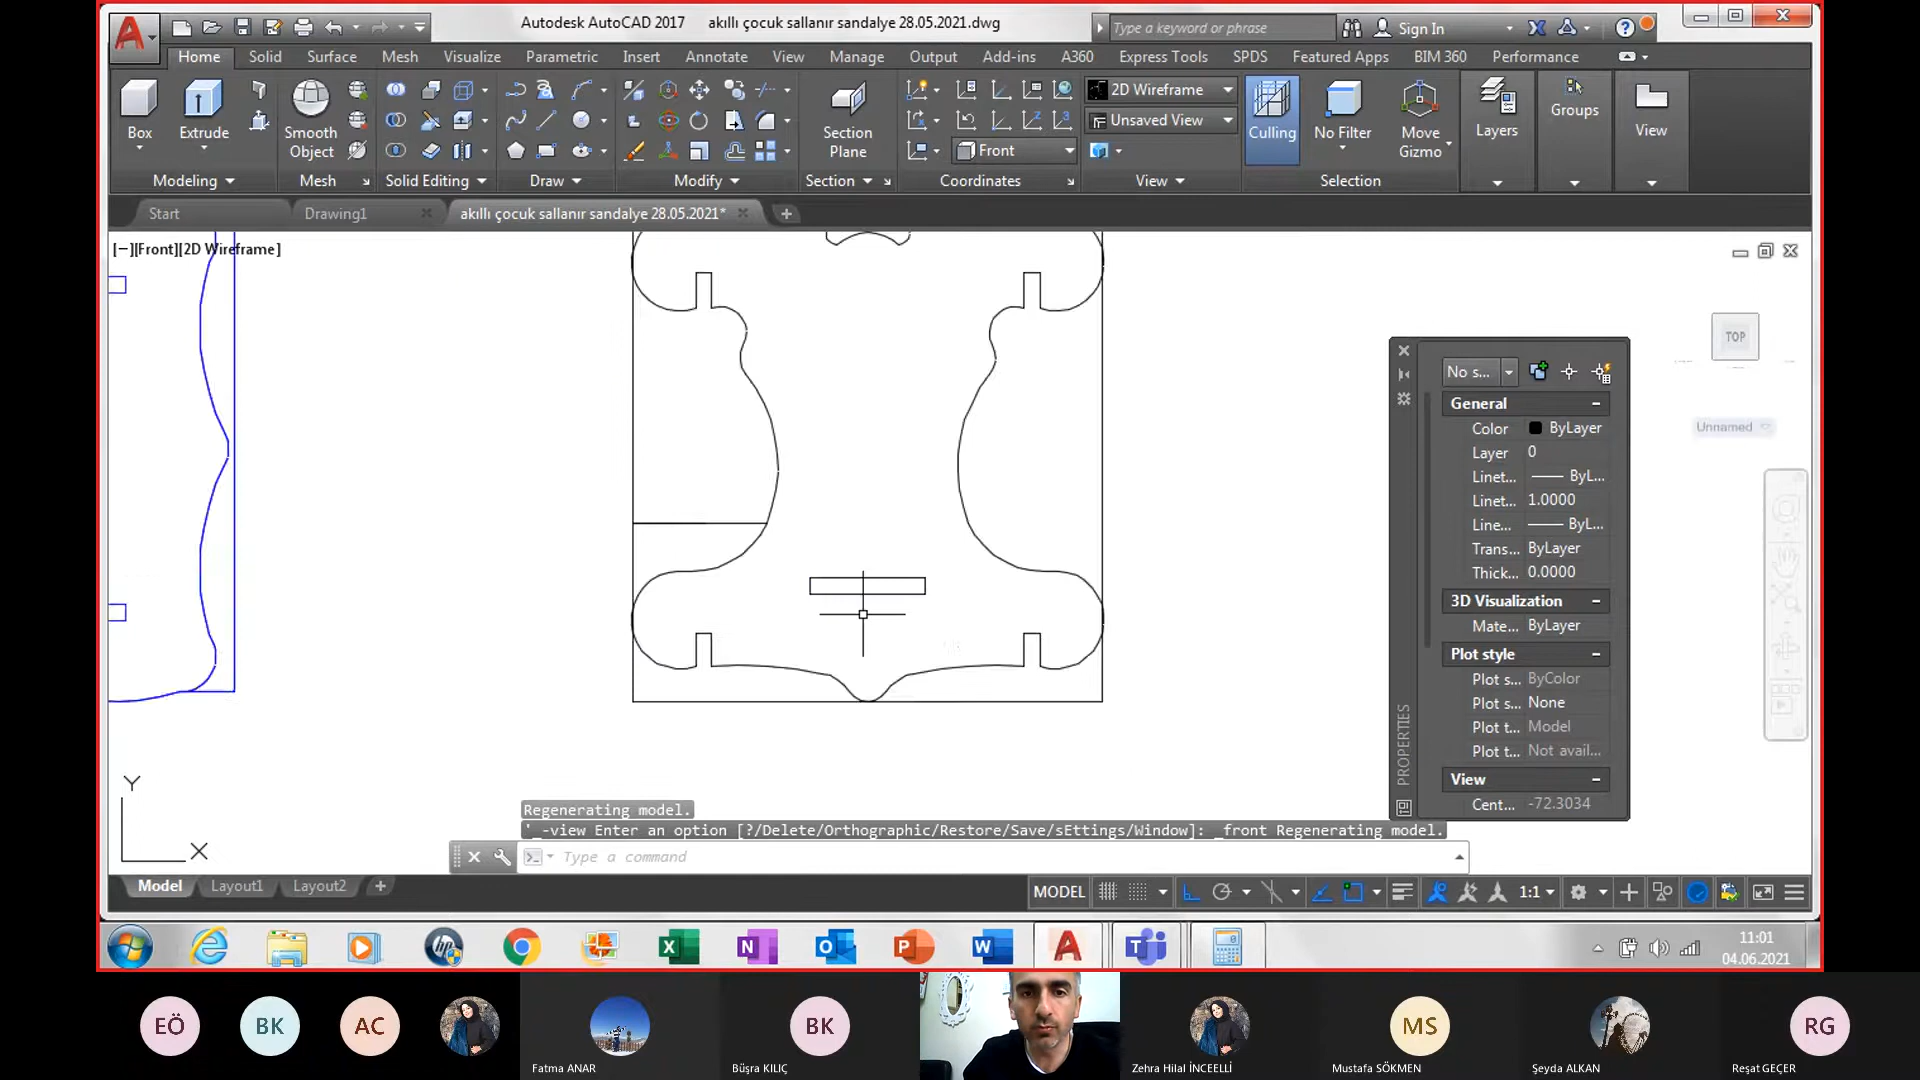 Autodesk AutoCAD 2017 akıllı çocuk sallanır sandalye 28.05.2021.dwg
Type a keyword or phrase
Sign In
Home Solid Surface Mesh Visualize Parametric Insert Annotate View Manage Output Add-ins A360 Express Tools SPDS Featured Apps BIM 360 Performance
2D Wireframe
Unsaved View
Front
Box
Extrude
Smooth
Object
Section
Plane
Culling
No Filter
Move
Gizmo
Layers
Groups
View
Modeling
Mesh
Solid Editing
Draw
Modify
Section
Coordinates
View
Selection
Start
Drawing1
akıllı çocuk sallanır sandalye 28.05.2021*
[−][Front][2D Wireframe]
TOP
Unnamed
No s...
General
Color ByLayer
Layer 0
Linet... ByL...
Linet... 1.0000
Line... ByL...
Trans... ByLayer
Thick... 0.0000
3D Visualization
Mate... ByLayer
Plot style
Plot s... ByColor
Plot s... None
Plot t... Model
Plot t... Not avail...
View
Cent... -72.3034
PROPERTIES
Y
X
Regenerating model.
'_-view Enter an option [?/Delete/Orthographic/Restore/Save/sEttings/Window]: _front Regenerating model.
Type a command
Model Layout1 Layout2
MODEL
1:1
11:01
04.06.2021
EÖ
BK
AC
BK
MS
RG
Fatma ANAR
Büşra KILIÇ
Zehra Hilal İNCEELLİ
Mustafa SÖKMEN
Şeyda ALKAN
Reşat GEÇER